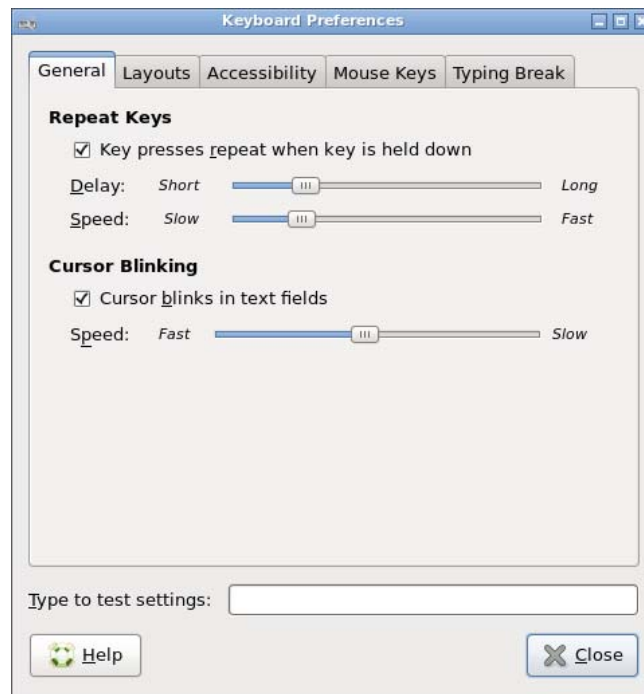 Keyboard Preferences
General Layouts Accessibility Mouse Keys Typing Break
Repeat Keys
Key presses repeat when key is held down
Delay: Short Long
Speed: Slow Fast
Cursor Blinking
Cursor blinks in text fields
Speed: Fast Slow
Type to test settings:
Help Close